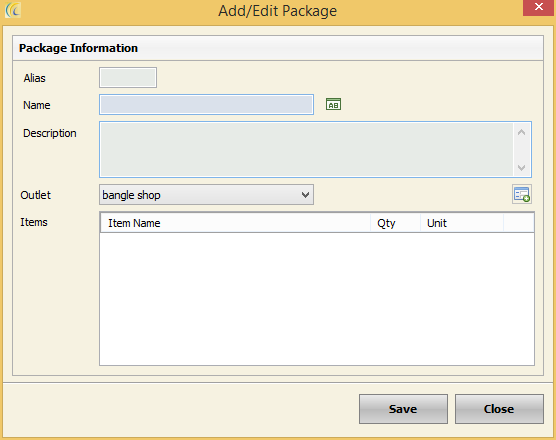 Add/Edit Package
Package Information
Alias
Name
AB
Description
Outlet bangle shop
Items Item Name Qty Unit
Save Close